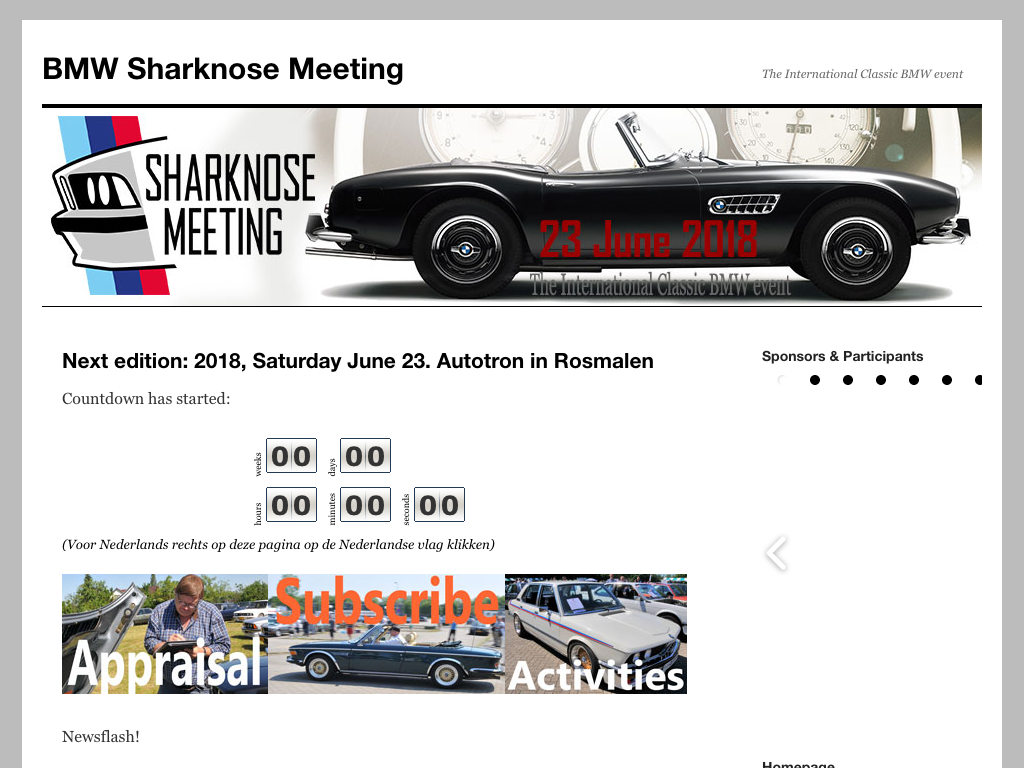 BMW Sharknose Meeting
The International Classic BMW event
SHARKNOSE
MEETING
23 June 2018
The International Classic BMW event
Next edition: 2018, Saturday June 23. Autotron in Rosmalen
Sponsors & Participants
Countdown has started:
weeks 00 days 00
hours 00 minutes 00 seconds 00
(Voor Nederlands rechts op deze pagina op de Nederlandse vlag klikken)
Appraisal
Subscribe
Activities
Newsflash!
Homepage